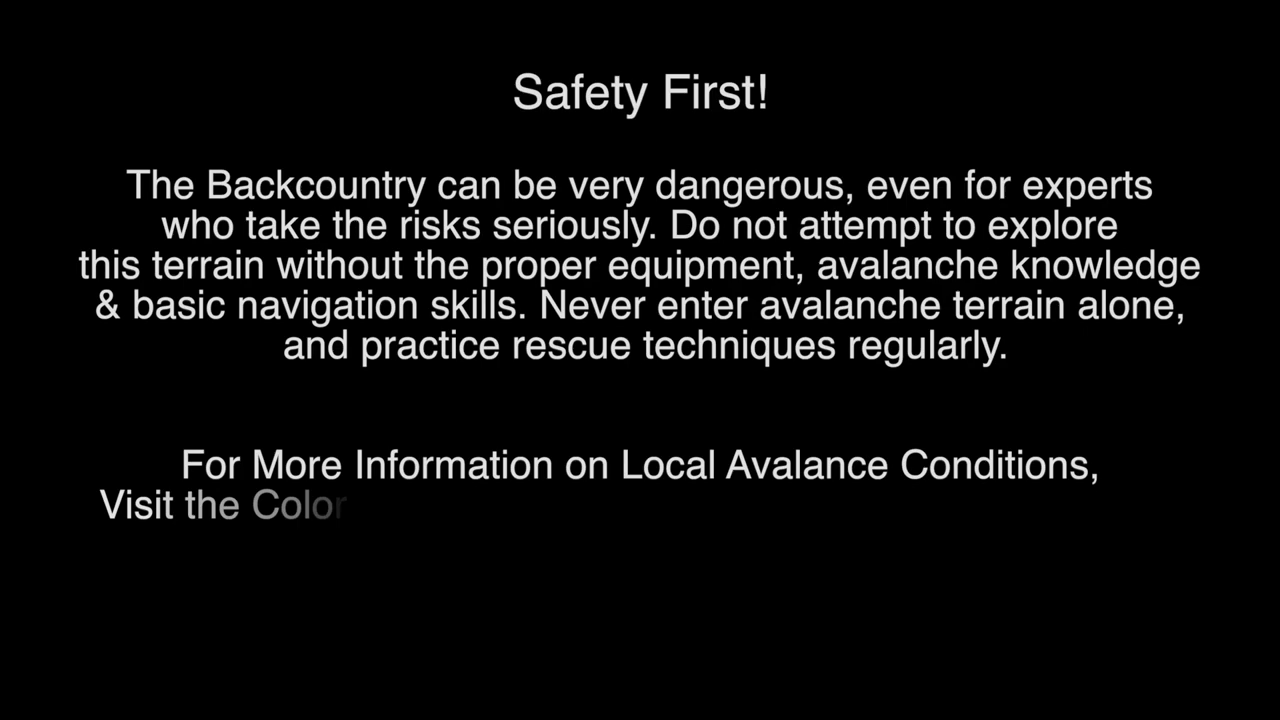 Safety First!
The Backcountry can be very dangerous, even for experts
who take the risks seriously. Do not attempt to explore
this terrain without the proper equipment, avalanche knowledge
& basic navigation skills. Never enter avalanche terrain alone,
and practice rescue techniques regularly.
For More Information on Local Avalance Conditions,
Visit the Color